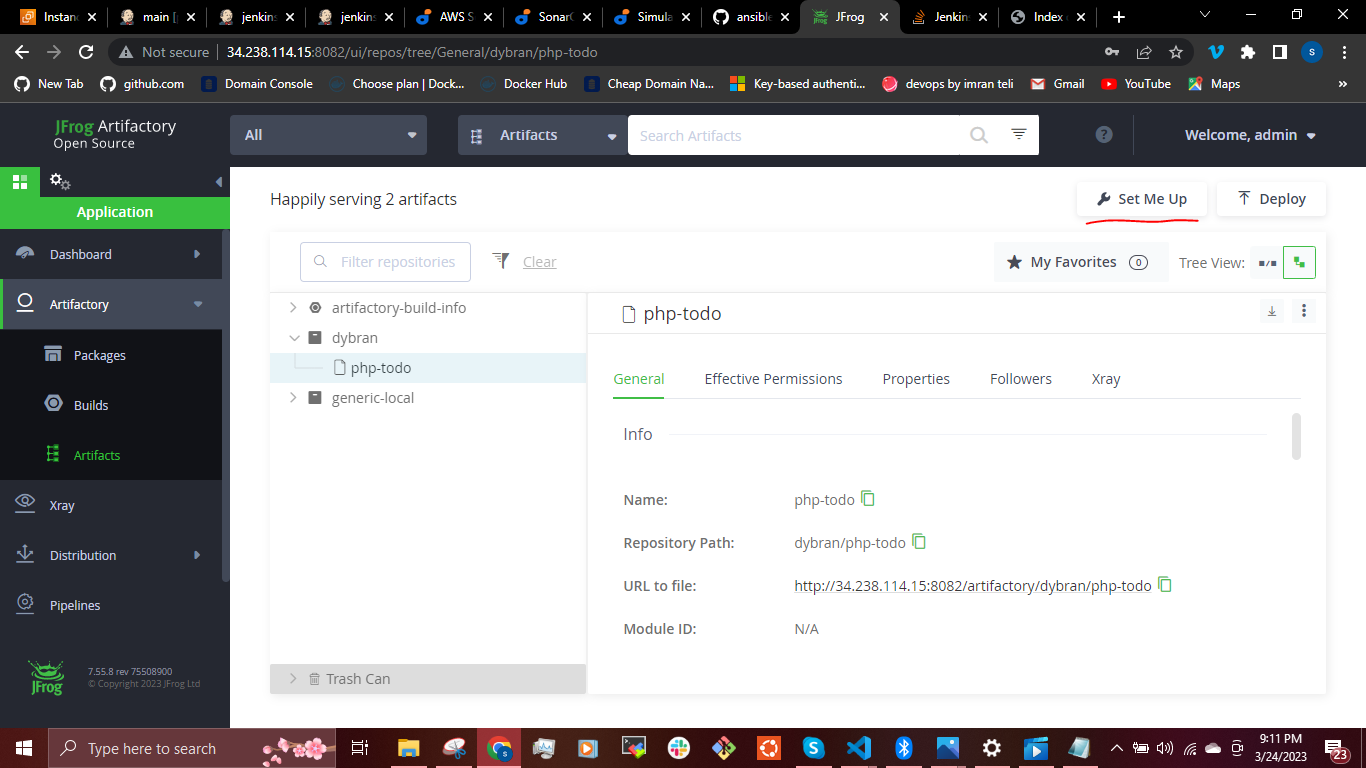 Instanc
main [p
jenkins
jenkins
AWS S
SonarQ
Simula
ansible
JFrog
Jenkins
Index o
Not secure
34.238.114.15:8082/ui/repos/tree/General/dybran/php-todo
S
New Tab
github.com
Domain Console
Choose plan | Dock...
Docker Hub
Cheap Domain Na...
Key-based authenti...
devops by imran teli
Gmail
YouTube
Maps
»
JFrog Artifactory
Open Source
All
Artifacts
Search Artifacts
?
Welcome, admin
Application
Happily serving 2 artifacts
Set Me Up
Deploy
Dashboard
Filter repositories
Clear
My Favorites
0
Tree View:
Artifactory
artifactory-build-info
php-todo
dybran
Packages
php-todo
General
Effective Permissions
Properties
Followers
Xray
Builds
generic-local
Info
Artifacts
Xray
Name:
php-todo
Repository Path:
dybran/php-todo
Distribution
URL to file:
http://34.238.114.15:8082/artifactory/dybran/php-todo
Pipelines
Module ID:
N/A
JFrog
7.55.8 rev 75508900
© Copyright 2023 JFrog Ltd
Trash Can
Type here to search
S
9:11 PM
3/24/2023
23